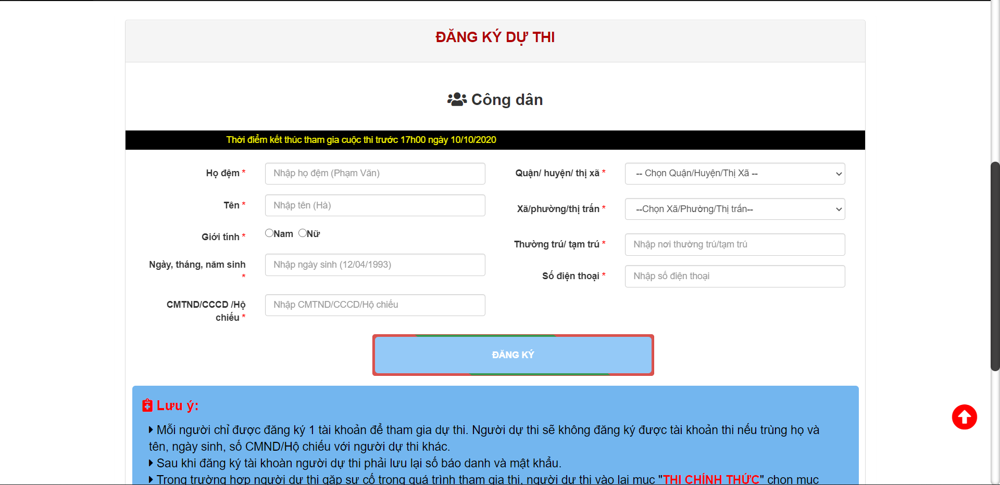 ĐĂNG KÝ DỰ THI
Công dân
Thời điểm kết thúc tham gia cuộc thi trước 17h00 ngày 10/10/2020
Họ đệm *
Nhập họ đệm (Phạm Văn)
Tên *
Nhập tên (Hà)
Giới tính *
Nam Nữ
Ngày, tháng, năm sinh
*
Nhập ngày sinh (12/04/1993)
CMTND/CCCD /Hộ
chiếu *
Nhập CMTND/CCCD/Hộ chiếu
Quận/ huyện/ thị xã *
-- Chọn Quận/Huyện/Thị Xã --
Xã/phường/thị trấn *
--Chọn Xã/Phường/Thị trấn--
Thường trú/ tạm trú *
Nhập nơi thường trú/tạm trú
Số điện thoại *
Nhập số điện thoại
ĐĂNG KÝ
Lưu ý:
Mỗi người chỉ được đăng ký 1 tài khoản để tham gia dự thi. Người dự thi sẽ không đăng ký được tài khoản thi nếu trùng họ và
tên, ngày sinh, số CMND/Hộ chiếu với người dự thi khác.
Sau khi đăng ký tài khoàn người dự thi phải lưu lại số báo danh và mật khẩu.
Trong trường hợp người dự thi gặp sự cố trong quá trình tham gia thi, người dự thi vào lại mục "THI CHÍNH THỨC" chọn mục